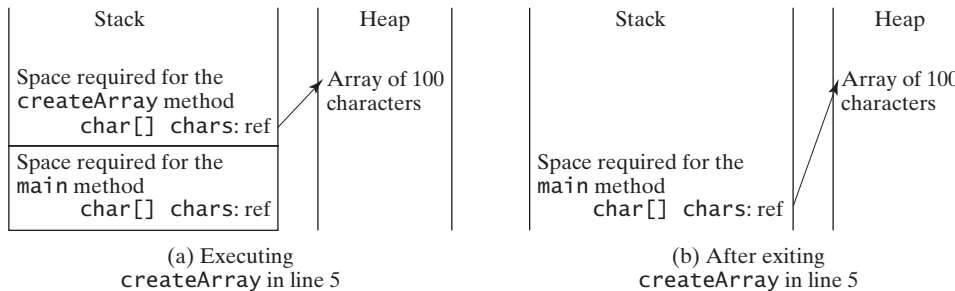 Stack
Heap
Space required for the
createArray method
char[] chars: ref
Array of 100
characters
Space required for the
main method
char[] chars: ref
(a) Executing
createArray in line 5
Stack
Heap
Array of 100
characters
Space required for the
main method
char[] chars: ref
(b) After exiting
createArray in line 5